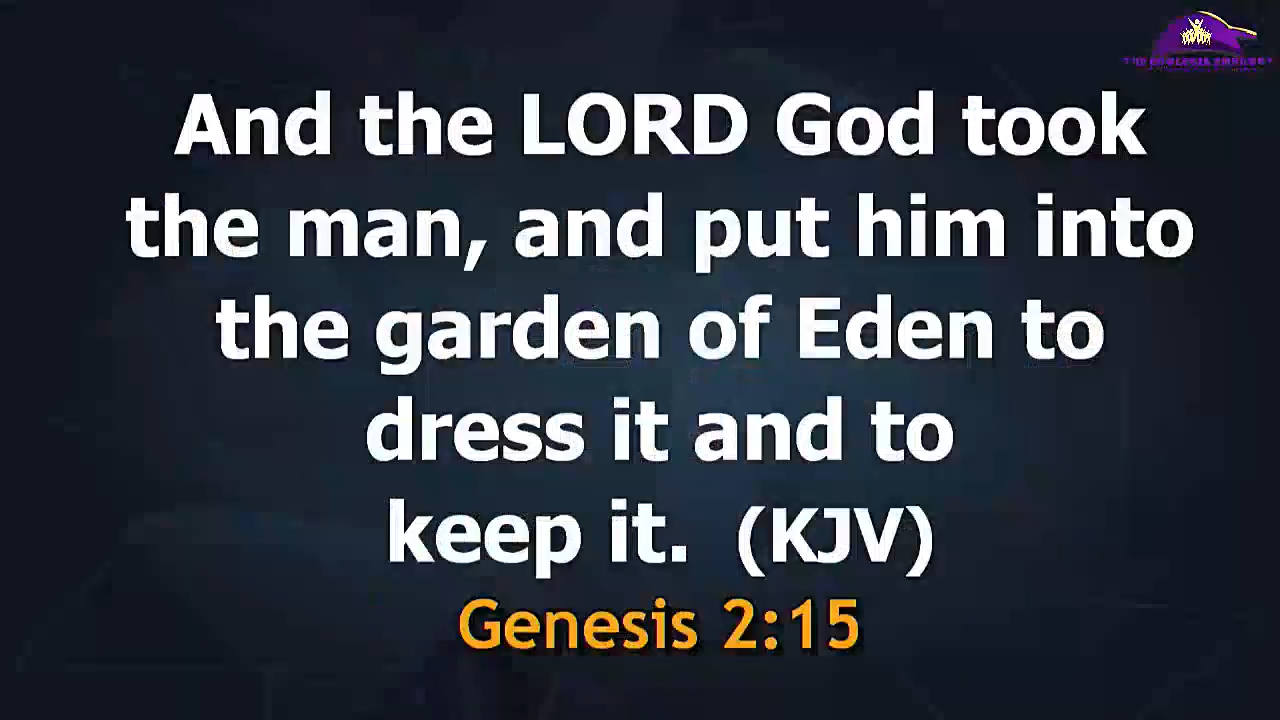 And the LORD God took
the man, and put him into
the garden of Eden to
dress it and to
keep it. (KJV)
Genesis 2:15